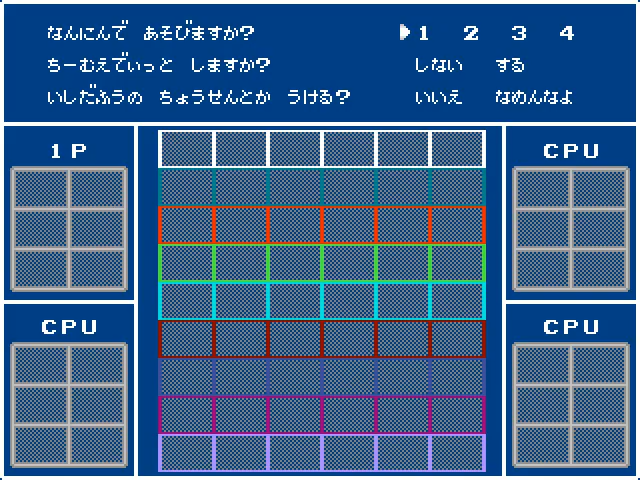 なんにんで あそびますか? ▶1 2 3 4
ちーむえでぃっと しますか? しない する
いしだふうの ちょうせんとか うける? いいえ なめんなよ
1P
CPU
CPU
CPU